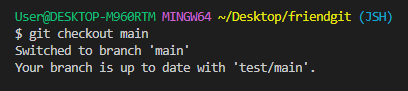 User@DESKTOP-M960RTM MINGW64 ~/Desktop/friendgit (JSH)
$ git checkout main
Switched to branch 'main'
Your branch is up to date with 'test/main'.